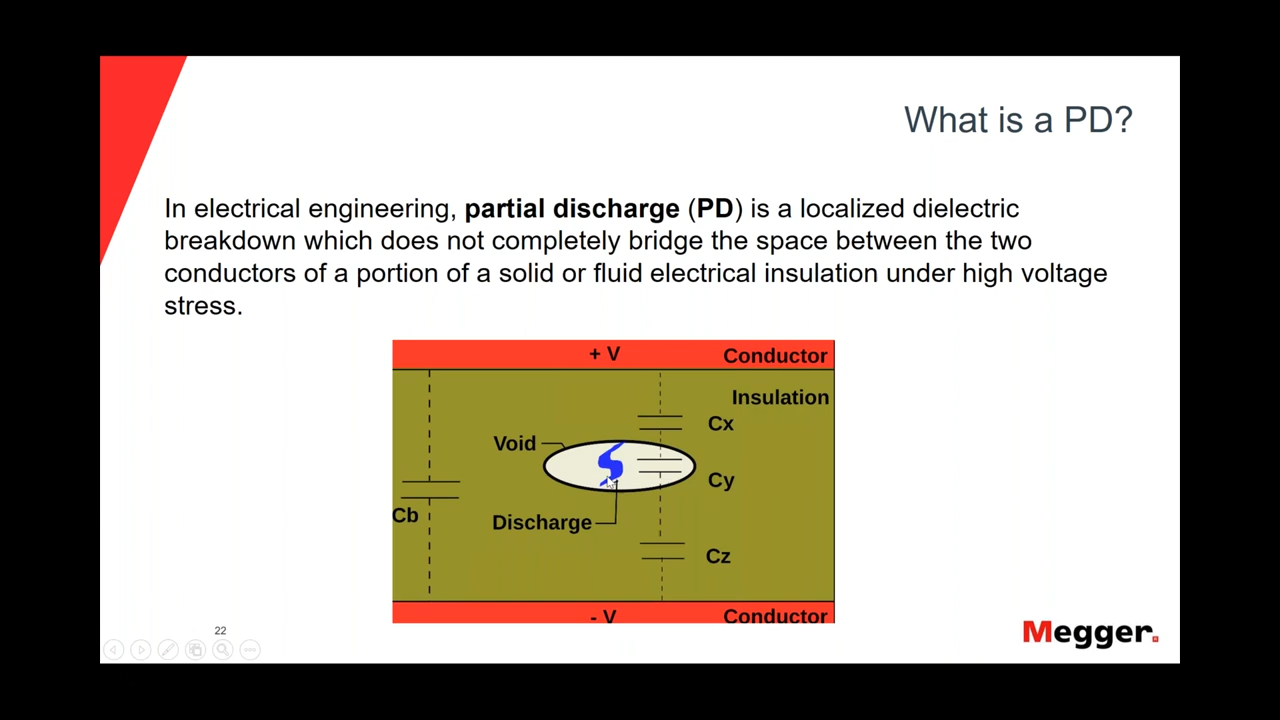 What is a PD?
In electrical engineering, partial discharge (PD) is a localized dielectric
breakdown which does not completely bridge the space between the two
conductors of a portion of a solid or fluid electrical insulation under high voltage
stress.
+ V Conductor
Insulation
Cx
Void
Cy
Cb
Discharge
Cz
- V Conductor
22
Megger.